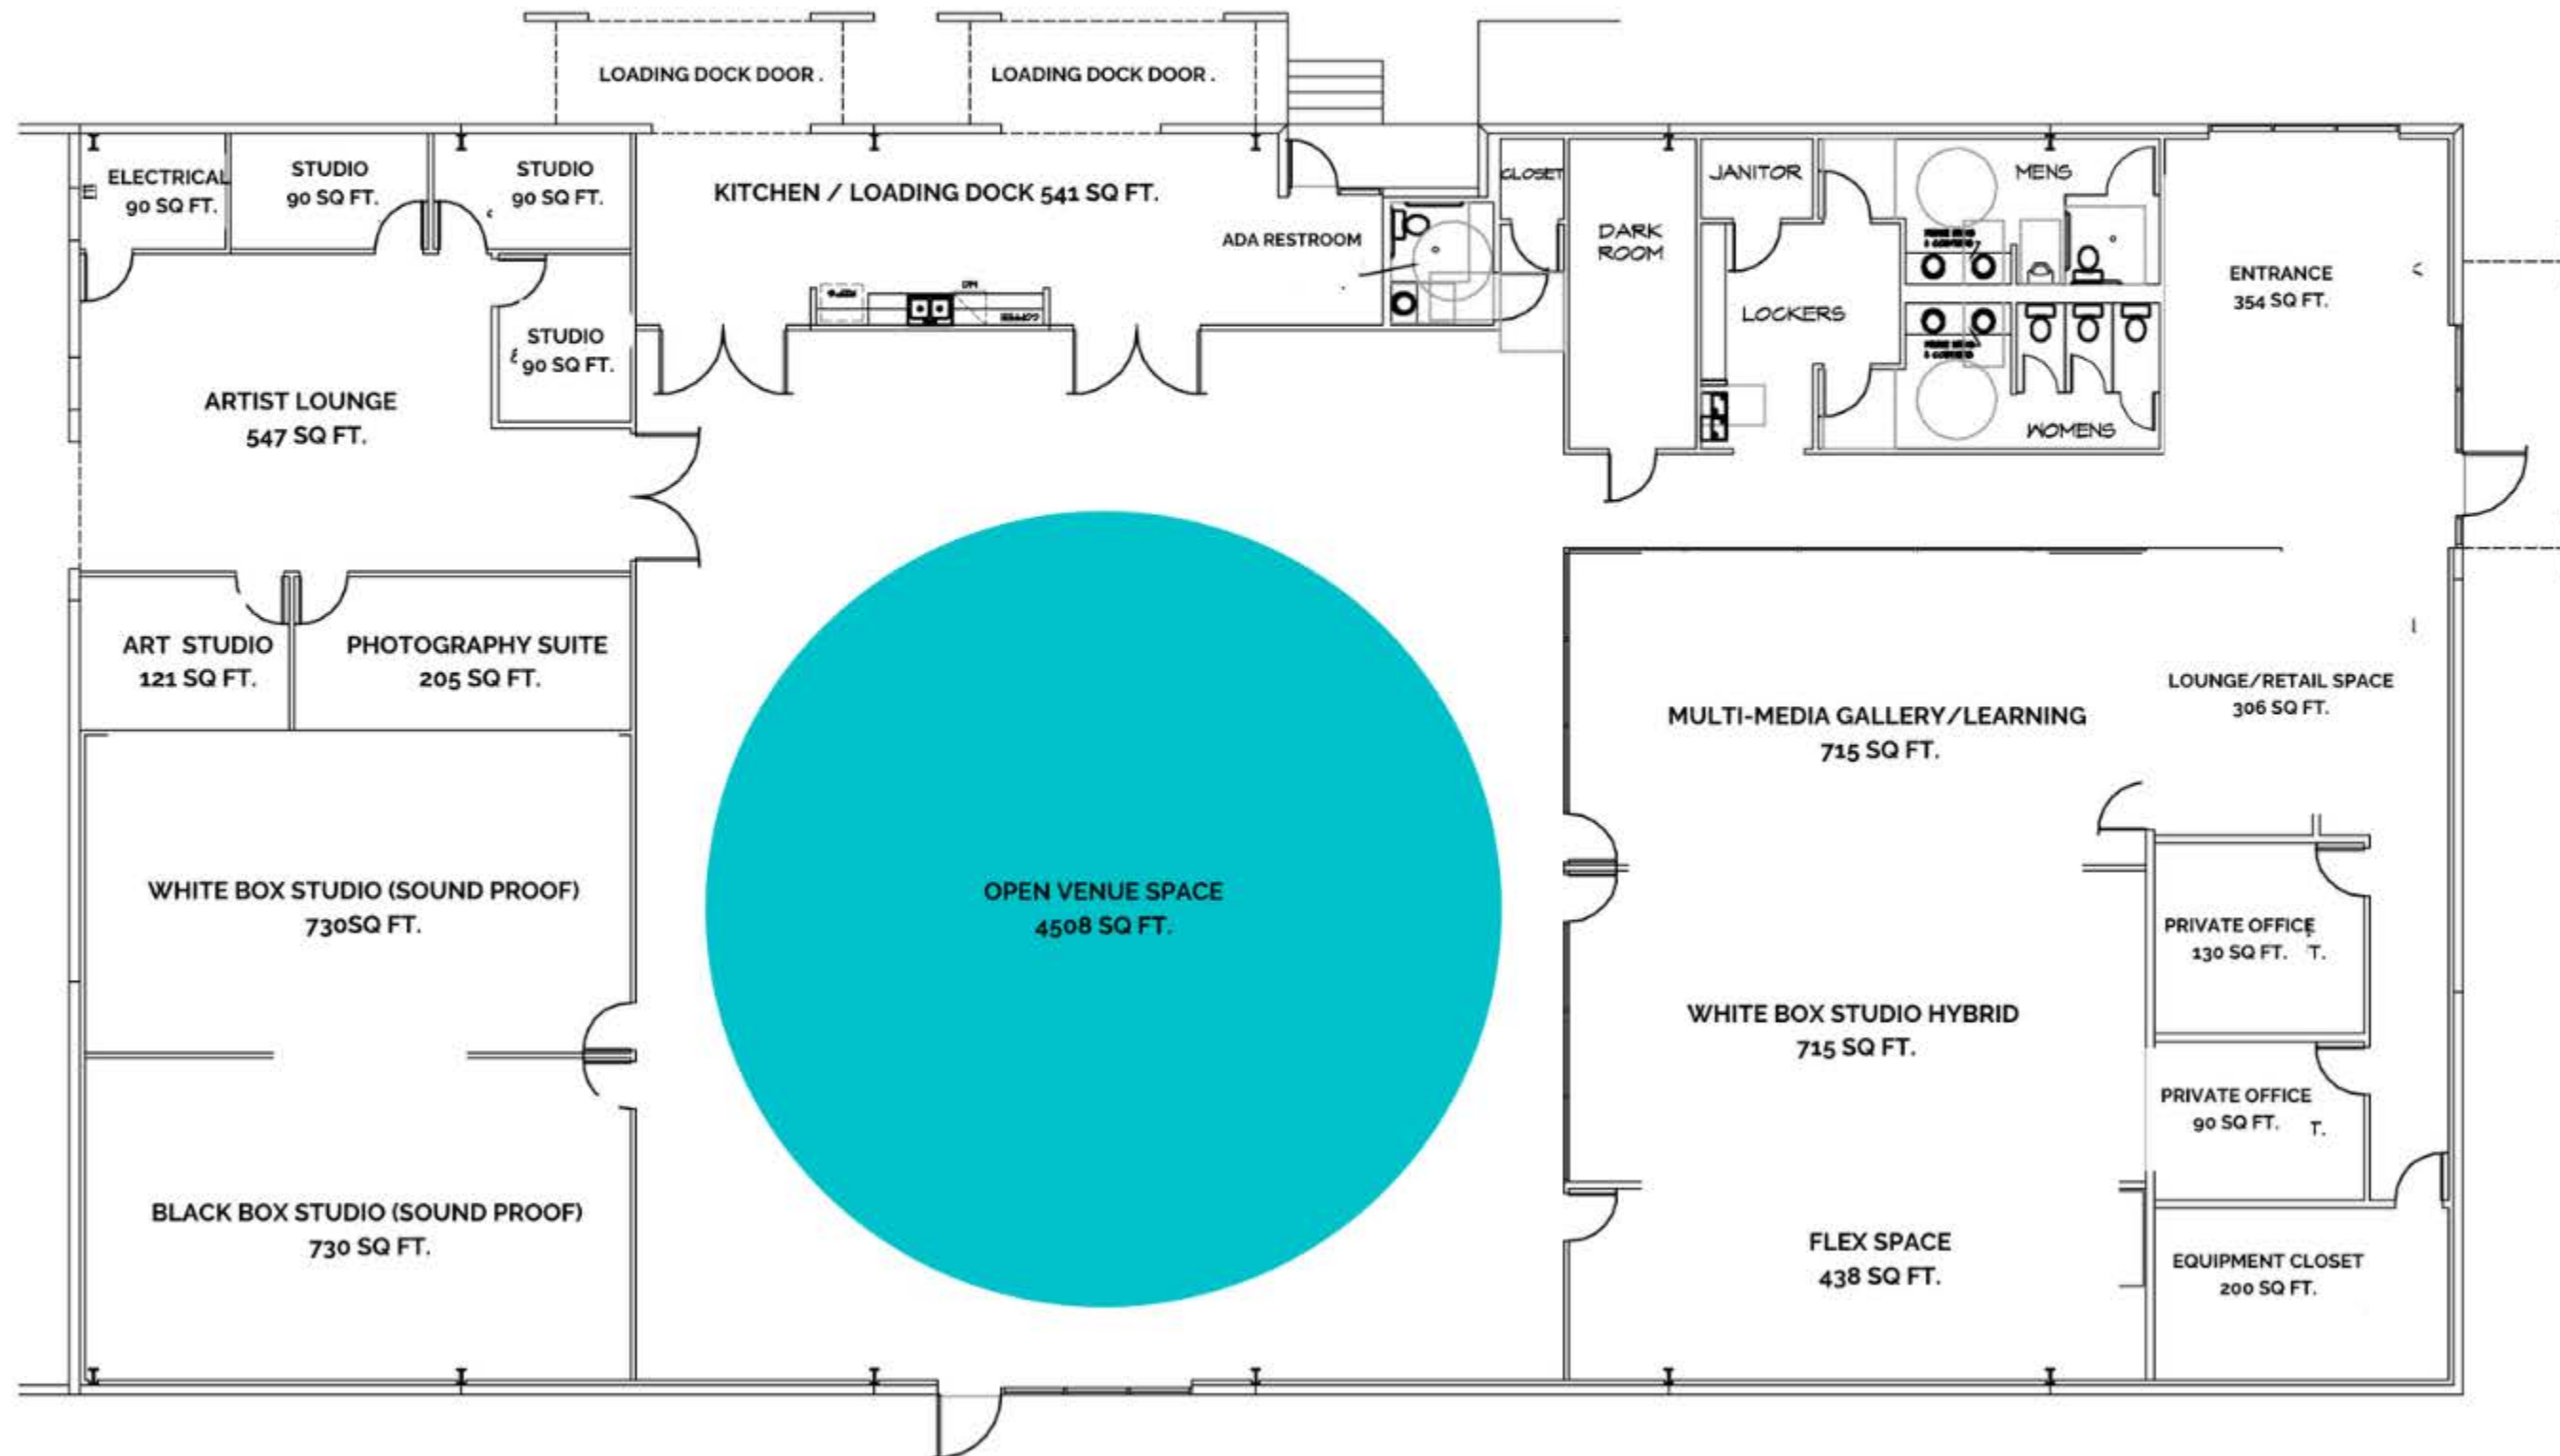 LOADING DOCK DOOR .
LOADING DOCK DOOR .
ELECTRICAL
90 SQ FT.
STUDIO
90 SQ FT.
STUDIO
90 SQ FT.
KITCHEN / LOADING DOCK 541 SQ FT.
ADA RESTROOM
CLOSET
DARK
ROOM
JANITOR
LOCKERS
MENS
WOMENS
ENTRANCE
354 SQ FT.
STUDIO
90 SQ FT.
ARTIST LOUNGE
547 SQ FT.
ART STUDIO
121 SQ FT.
PHOTOGRAPHY SUITE
205 SQ FT.
MULTI-MEDIA GALLERY/LEARNING
715 SQ FT.
LOUNGE/RETAIL SPACE
306 SQ FT.
WHITE BOX STUDIO (SOUND PROOF)
730SQ FT.
OPEN VENUE SPACE
4508 SQ FT.
PRIVATE OFFICE
130 SQ FT. T.
WHITE BOX STUDIO HYBRID
715 SQ FT.
PRIVATE OFFICE
90 SQ FT. T.
BLACK BOX STUDIO (SOUND PROOF)
730 SQ FT.
FLEX SPACE
438 SQ FT.
EQUIPMENT CLOSET
200 SQ FT.